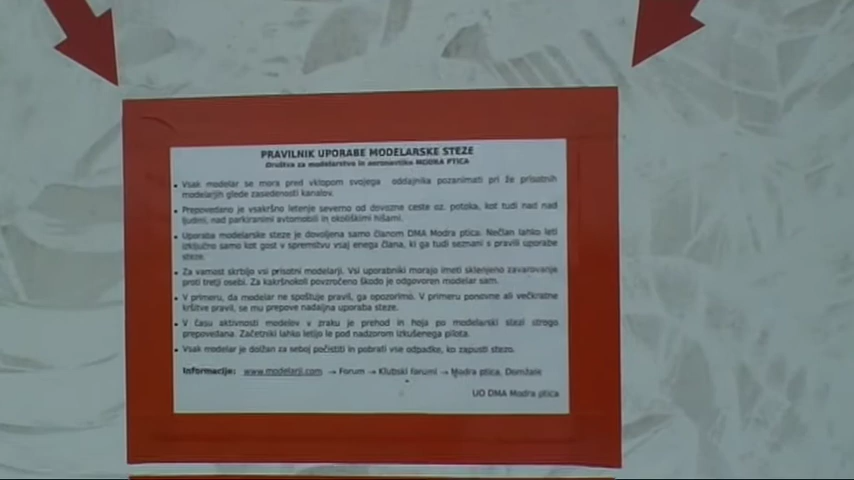 PRAVILNIK UPORABE MODELARSKE STEZE
Društva za modelarstvo in aeronavtiko MODRA PTICA
• Vsak modelar se mora pred vklopom svojega oddajnika pozanimati pri že prisotnih
modelarjih glede zasedenosti kanalov.
• Prepovedano je vsakršno letenje severno od dovozne ceste oz. potoka, kot tudi nad nad
ljudmi, nad parkiranimi avtomobili in okoliškimi hišami.
• Uporaba modelarske steze je dovoljena samo članom DMA Modra ptica. Nečlan lahko leti
izključno samo kot gost v spremstvu vsaj enega člana, ki ga tudi seznani s pravili uporabe
steze.
• Za varnost skrbijo vsi prisotni modelarji. Vsi uporabniki morajo imeti sklenjeno zavarovanje
proti tretji osebi. Za kakršnokoli povzročeno škodo je odgovoren modelar sam.
• V primeru, da modelar ne spoštuje pravil, ga opozorimo. V primeru ponovne ali večkratne
kršitve pravil, se mu prepove nadaljna uporaba steze.
• V času aktivnosti modelov v zraku je prehod in hoja po modelarski stezi strogo
prepovedana. Začetniki lahko letijo le pod nadzorom izkušenega pilota.
• Vsak modelar je dolžan za seboj počistiti in pobrati vse odpadke, ko zapusti stezo.
Informacije: www.modelarji.com → Forum → Klubski forumi → Modra ptica, Domžale
UO DMA Modra ptica